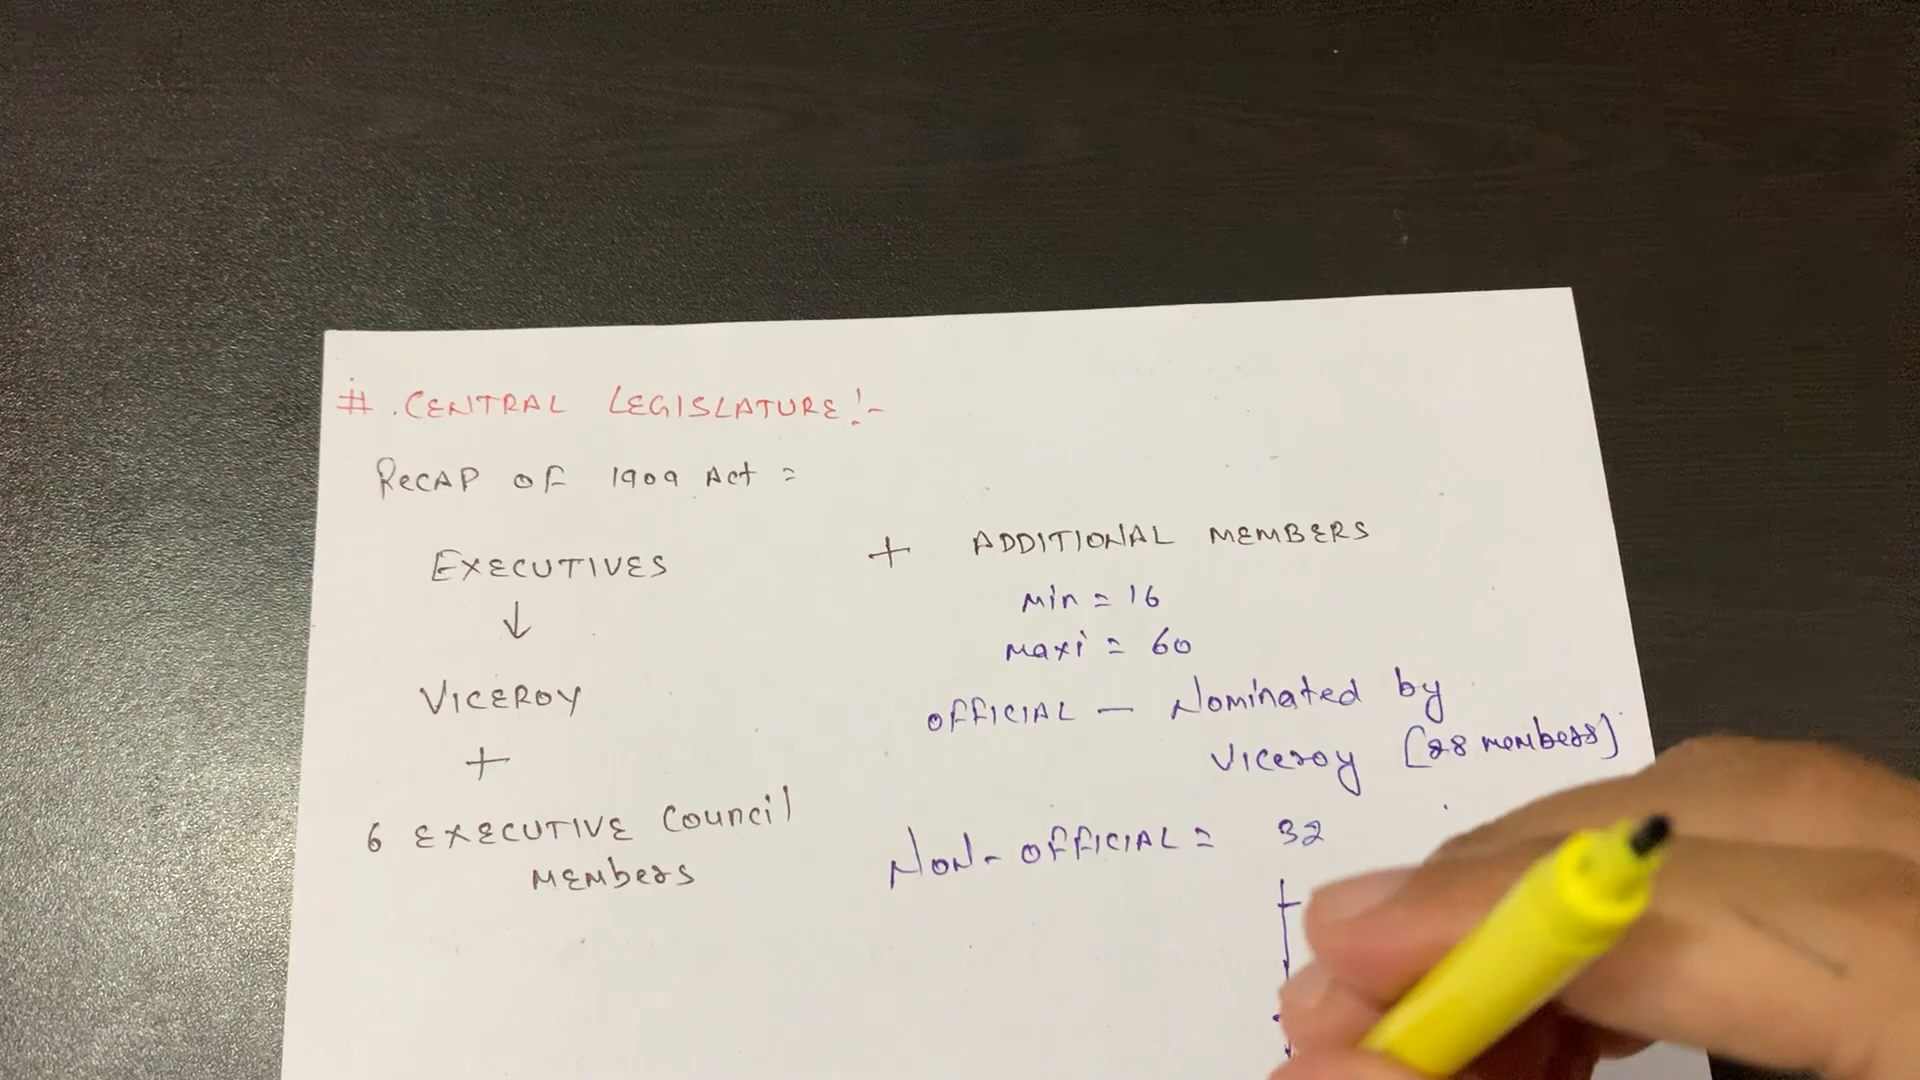 # . CENTRAL LEGISLATURE :-
RECAP OF 1909 Act =
EXECUTIVES
↓
VICEROY
+
6 EXECUTIVE Council
MEMbers
+ ADDITIONAL MEMBERS
Min = 16
Maxi = 60
OFFICIAL — Nominated by
Viceroy (28 members)
NON- OFFICIAL = 32